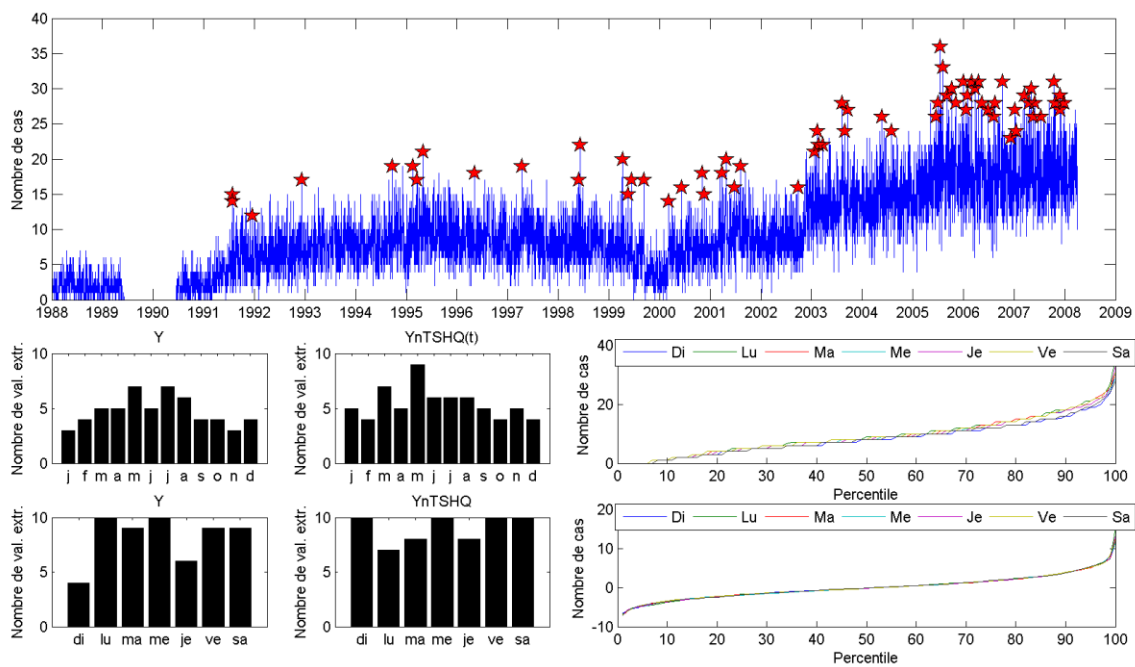 40
35
30
25
20
15
10
5
0
Nombre de cas
1988 1989 1990 1991 1992 1993 1994 1995 1996 1997 1998 1999 2000 2001 2002 2003 2004 2005 2006 2007 2008 2009
Y
10
5
0
Nombre de val. extr.
j f m a m j j a s o n d
YnTSHQ(t)
10
5
0
Nombre de val. extr.
j f m a m j j a s o n d
40
20
0
Nombre de cas
Di Lu Ma Me Je Ve Sa
0 10 20 30 40 50 60 70 80 90 100
Percentile
Y
10
5
0
Nombre de val. extr.
di lu ma me je ve sa
YnTSHQ
10
5
0
Nombre de val. extr.
di lu ma me je ve sa
20
10
0
-10
Nombre de cas
Di Lu Ma Me Je Ve Sa
0 10 20 30 40 50 60 70 80 90 100
Percentile